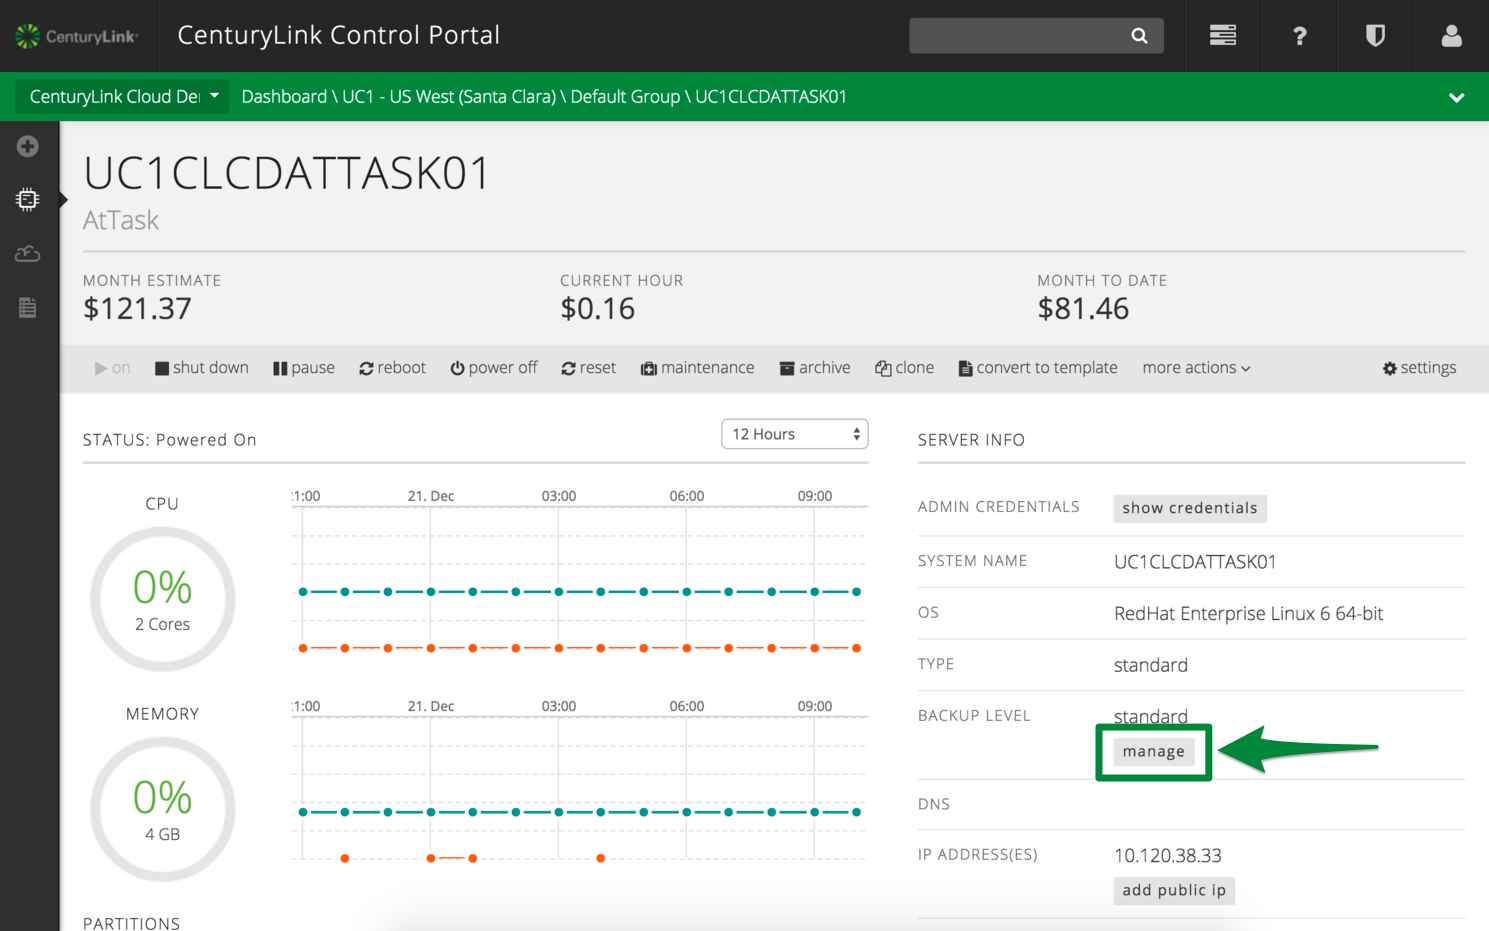 CenturyLink
CenturyLink Control Portal
?
CenturyLink Cloud De
Dashboard \ UC1 - US West (Santa Clara) \ Default Group \ UC1CLCDATTASK01
UC1CLCDATTASK01
AtTask
MONTH ESTIMATE
$121.37
CURRENT HOUR
$0.16
MONTH TO DATE
$81.46
on shut down pause reboot power off reset maintenance archive clone convert to template more actions settings
STATUS: Powered On
12 Hours
CPU
0%
2 Cores
21. Dec 03:00 06:00 09:00
MEMORY
0%
4 GB
21. Dec 03:00 06:00 09:00
PARTITIONS
SERVER INFO
ADMIN CREDENTIALS show credentials
SYSTEM NAME UC1CLCDATTASK01
OS RedHat Enterprise Linux 6 64-bit
TYPE standard
BACKUP LEVEL standard
manage
DNS
IP ADDRESS(ES) 10.120.38.33
add public ip